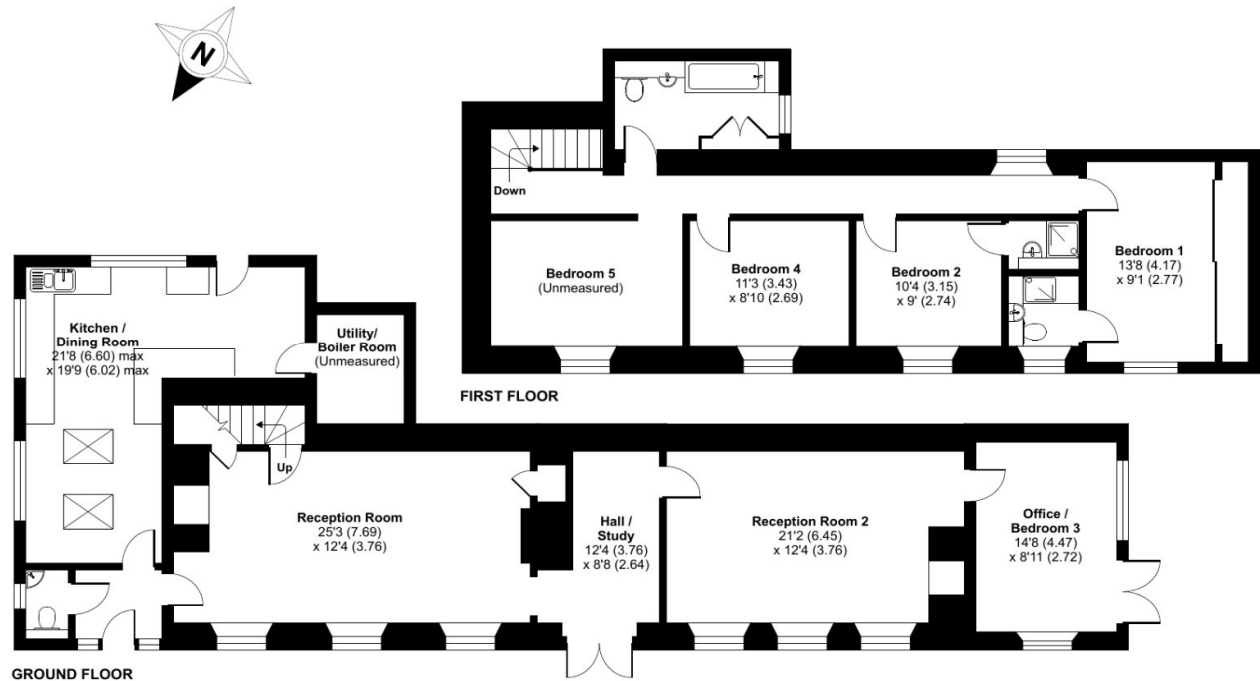 N
Down
Bedroom 5
(Unmeasured)
Bedroom 4
11'3 (3.43)
x 8'10 (2.69)
Bedroom 2
10'4 (3.15)
x 9' (2.74)
Bedroom 1
13'8 (4.17)
x 9'1 (2.77)
FIRST FLOOR
Kitchen /
Dining Room
21'8 (6.60) max
x 19'9 (6.02) max
Utility/
Boiler Room
(Unmeasured)
Up
Reception Room
25'3 (7.69)
x 12'4 (3.76)
Hall /
Study
12'4 (3.76)
x 8'8 (2.64)
Reception Room 2
21'2 (6.45)
x 12'4 (3.76)
Office /
Bedroom 3
14'8 (4.47)
x 8'11 (2.72)
GROUND FLOOR